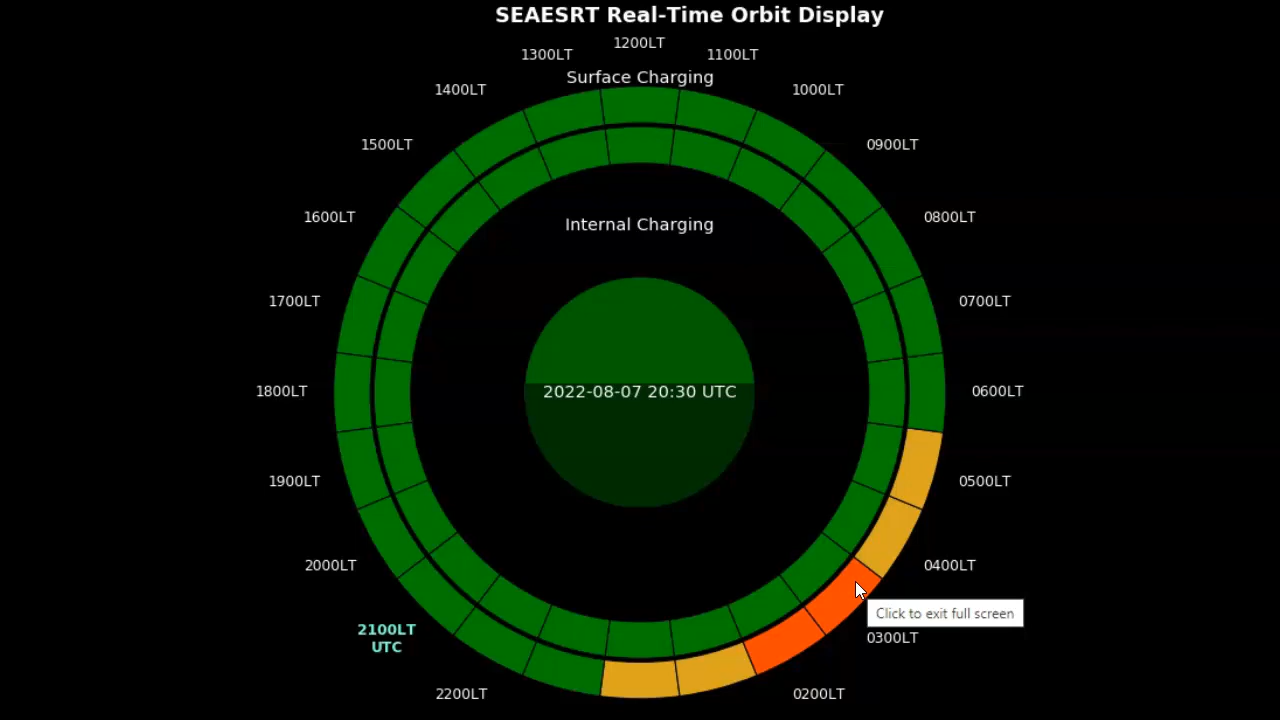 SEAESRT Real-Time Orbit Display
1200LT
1300LT
1100LT
Surface Charging
1400LT
1000LT
1500LT
0900LT
1600LT
0800LT
Internal Charging
1700LT
0700LT
1800LT
2022-08-07 20:30 UTC
0600LT
1900LT
0500LT
2000LT
0400LT
Click to exit full screen
2100LT
UTC
0300LT
2200LT
0200LT